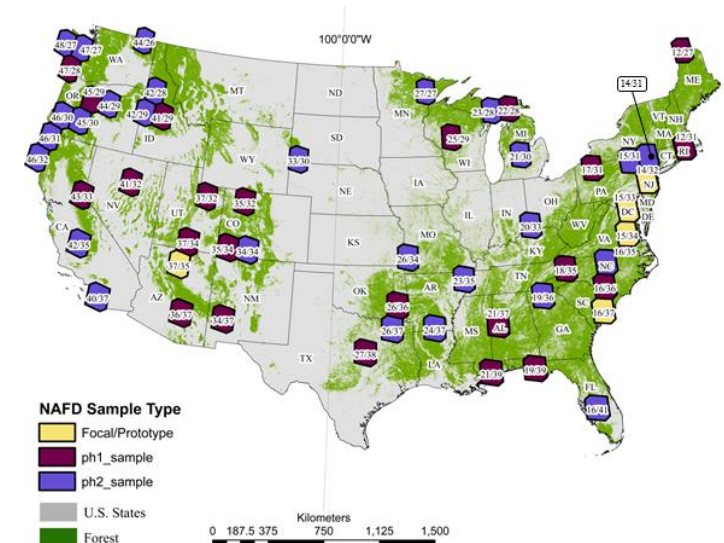 100°0'0"W
48/27
47/27
44/26
WA
47/28
OR
45/29
44/29
42/28
42/29
41/29
46/30
45/30
46/31
46/32
ID
MT
ND
MN
27/27
23/28
22/28
MI
25/29
WI
21/30
SD
WY
33/30
12/27
ME
14:31
VT
NH
MA
12/31
NY
15/31
CT
RI
14/32
NJ
17/31
PA
15/33
MD
DC
DE
15/34
VA
16/35
NC
16/36
SC
16/37
41/32
NV
43/33
CA
42/35
40/37
UT
37/32
35/32
CO
37/34
35/34
34/34
37/35
AZ
36/37
NM
34/37
NE
IA
IL
IN
OH
WV
20/33
KY
KS
MO
26/34
23/35
TN
18/35
19/36
OK
AR
26/36
26/37
24/37
MS
21/37
AL
GA
TX
27/38
LA
21/39
19/39
FL
16/41
NAFD Sample Type
Focal/Prototype
ph1_sample
ph2_sample
U.S. States
Forest
Kilometers
0 187.5 375 750 1,125 1,500